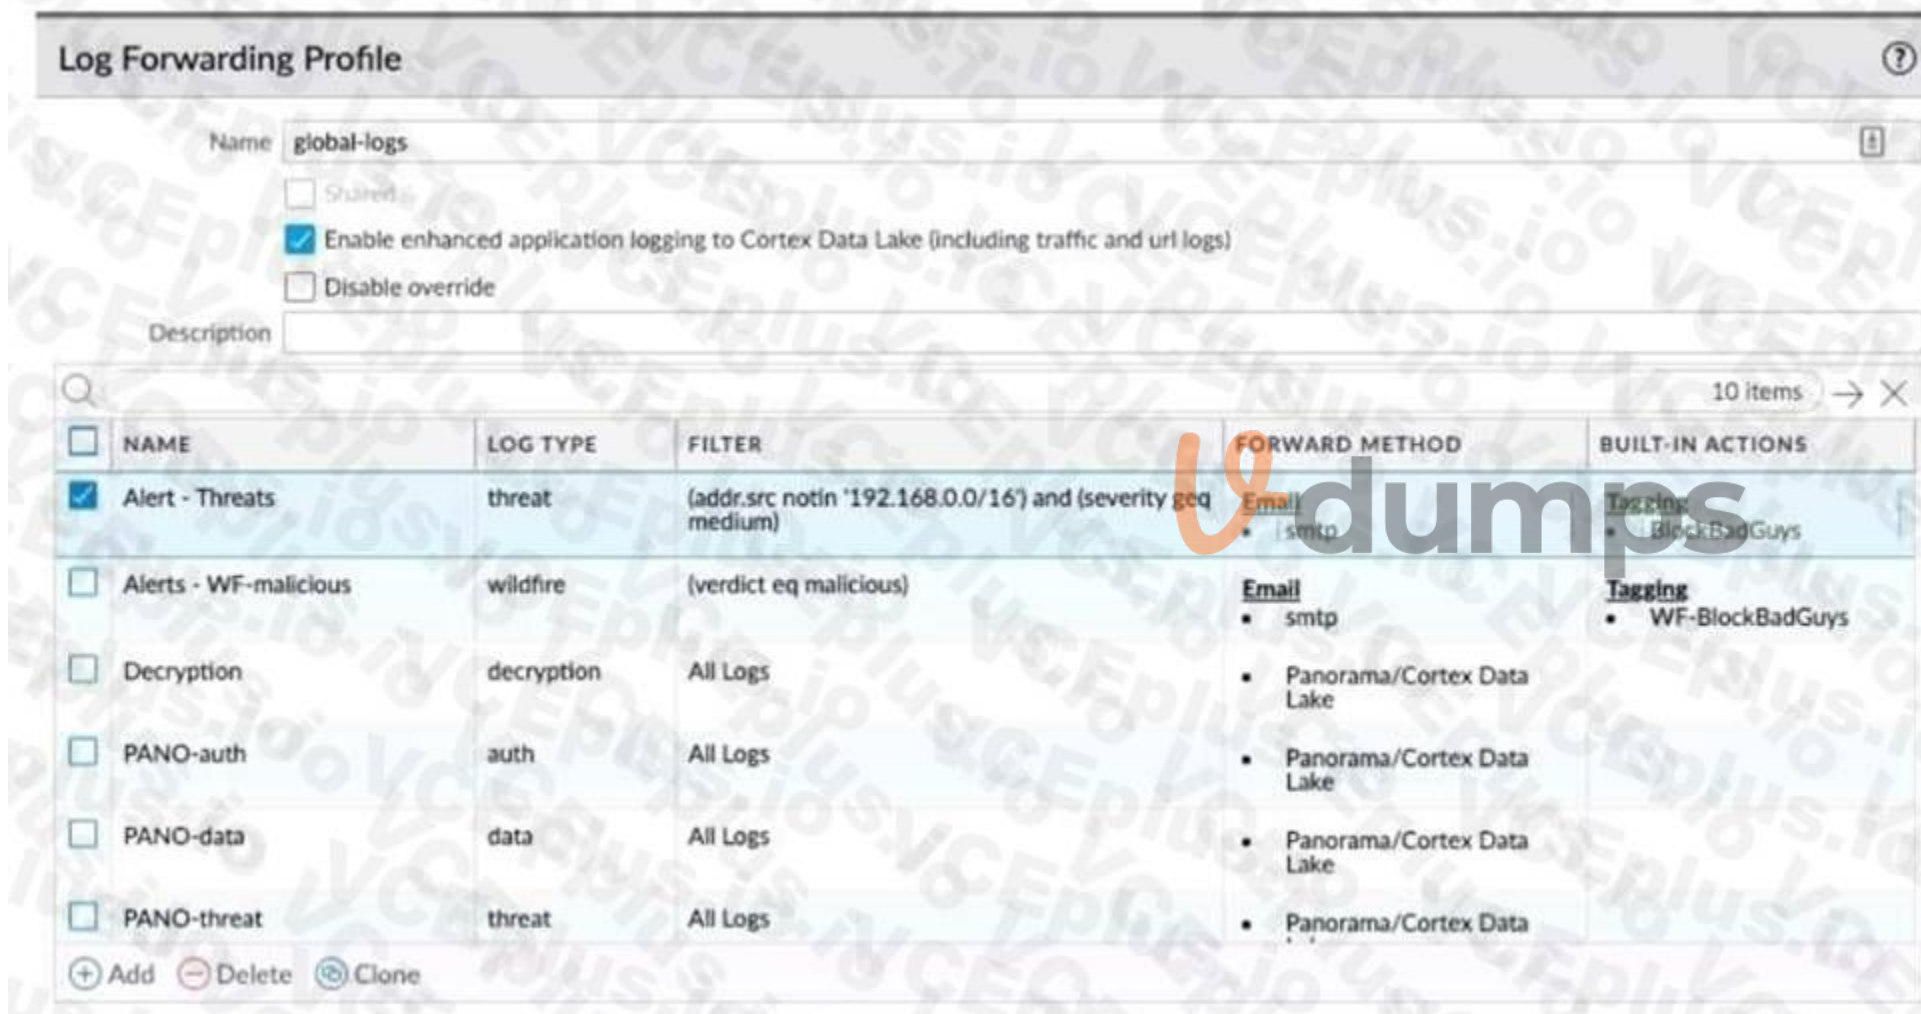 Log Forwarding Profile
Name global-logs
Shared
Enable enhanced application logging to Cortex Data Lake (including traffic and url logs)
Disable override
Description
10 items
NAME LOG TYPE FILTER FORWARD METHOD BUILT-IN ACTIONS
Alert - Threats threat (addr.src notin '192.168.0.0/16') and (severity geq medium) Email Tagging
• smtp • BlockBadGuys
Alerts - WF-malicious wildfire (verdict eq malicious) Email Tagging
• smtp • WF-BlockBadGuys
Decryption decryption All Logs • Panorama/Cortex Data Lake
PANO-auth auth All Logs • Panorama/Cortex Data Lake
PANO-data data All Logs • Panorama/Cortex Data Lake
PANO-threat threat All Logs • Panorama/Cortex Data
Add Delete Clone
dumps
VCEplus.io